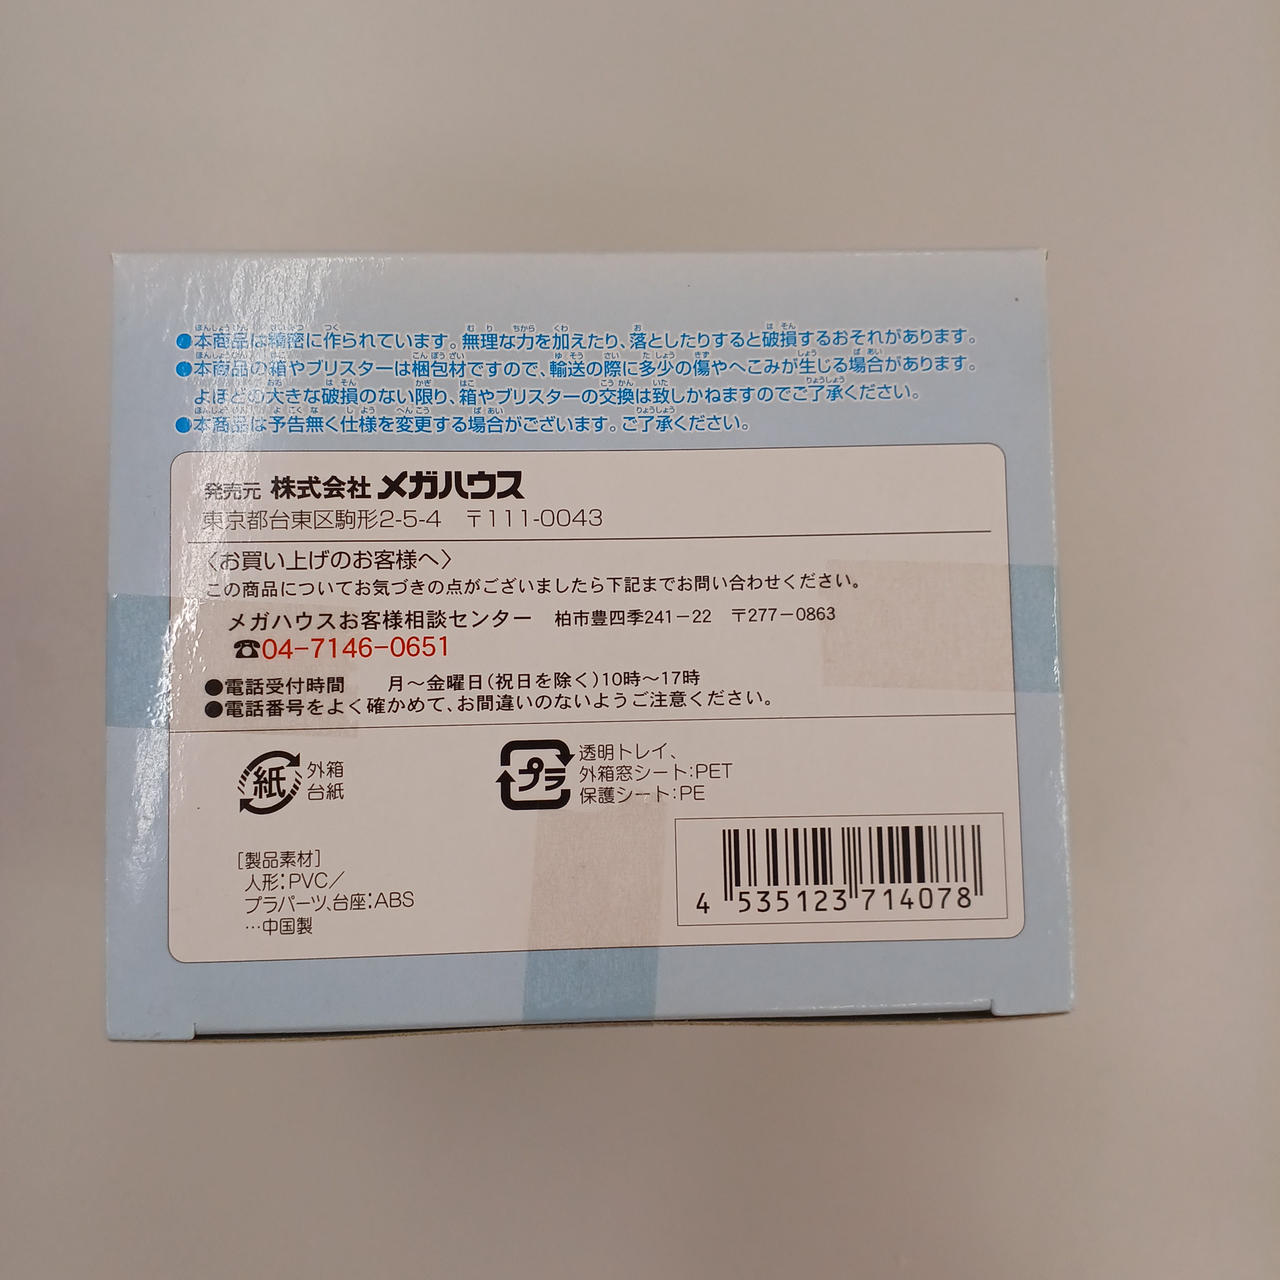 ●本商品は精密に作られています。無理な力を加えたり、落としたりすると破損するおそれがあります。
●本商品の箱やブリスターは梱包材ですので、輸送の際に多少の傷やへこみが生じる場合があります。
よほどの大きな破損のない限り、箱やブリスターの交換は致しかねますのでご了承ください。
●本商品は予告無く仕様を変更する場合がございます。ご了承ください。
発売元 株式会社 メガハウス
東京都台東区駒形2-5-4 〒111-0043
〈お買い上げのお客様へ〉
この商品についてお気づきの点がございましたら下記までお問い合わせください。
メガハウスお客様相談センター 柏市豊四季241-22 〒277-0863
☎04-7146-0651
●電話受付時間 月〜金曜日(祝日を除く)10時〜17時
●電話番号をよく確かめて、お間違いのないようご注意ください。
紙 外箱
台紙
プラ 透明トレイ、
外箱窓シート:PET
保護シート:PE
[製品素材]
人形:PVC/
プラパーツ、台座:ABS
…中国製
4 535123 714078